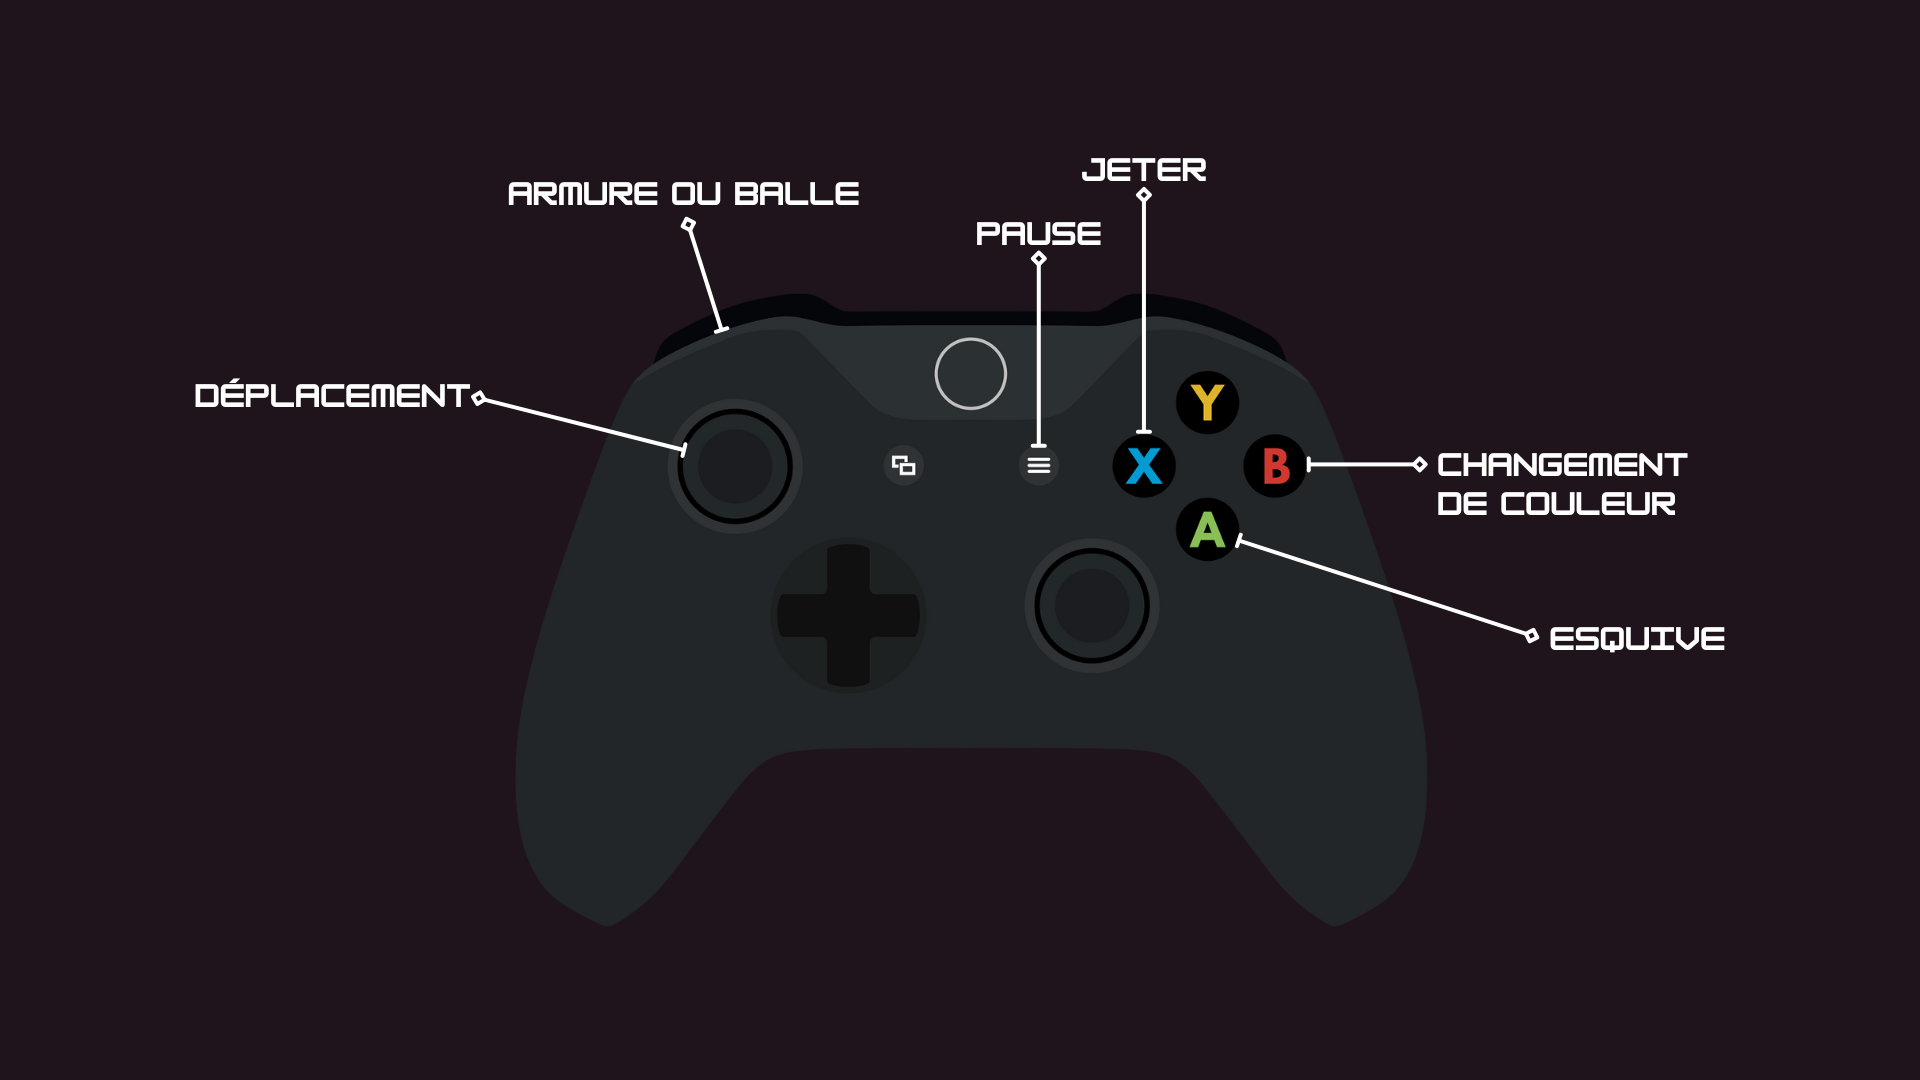 JETER
ARMURE OU BALLE
PAUSE
DÉPLACEMENT
Y
X
B
A
CHANGEMENT
DE COULEUR
ESQUIVE